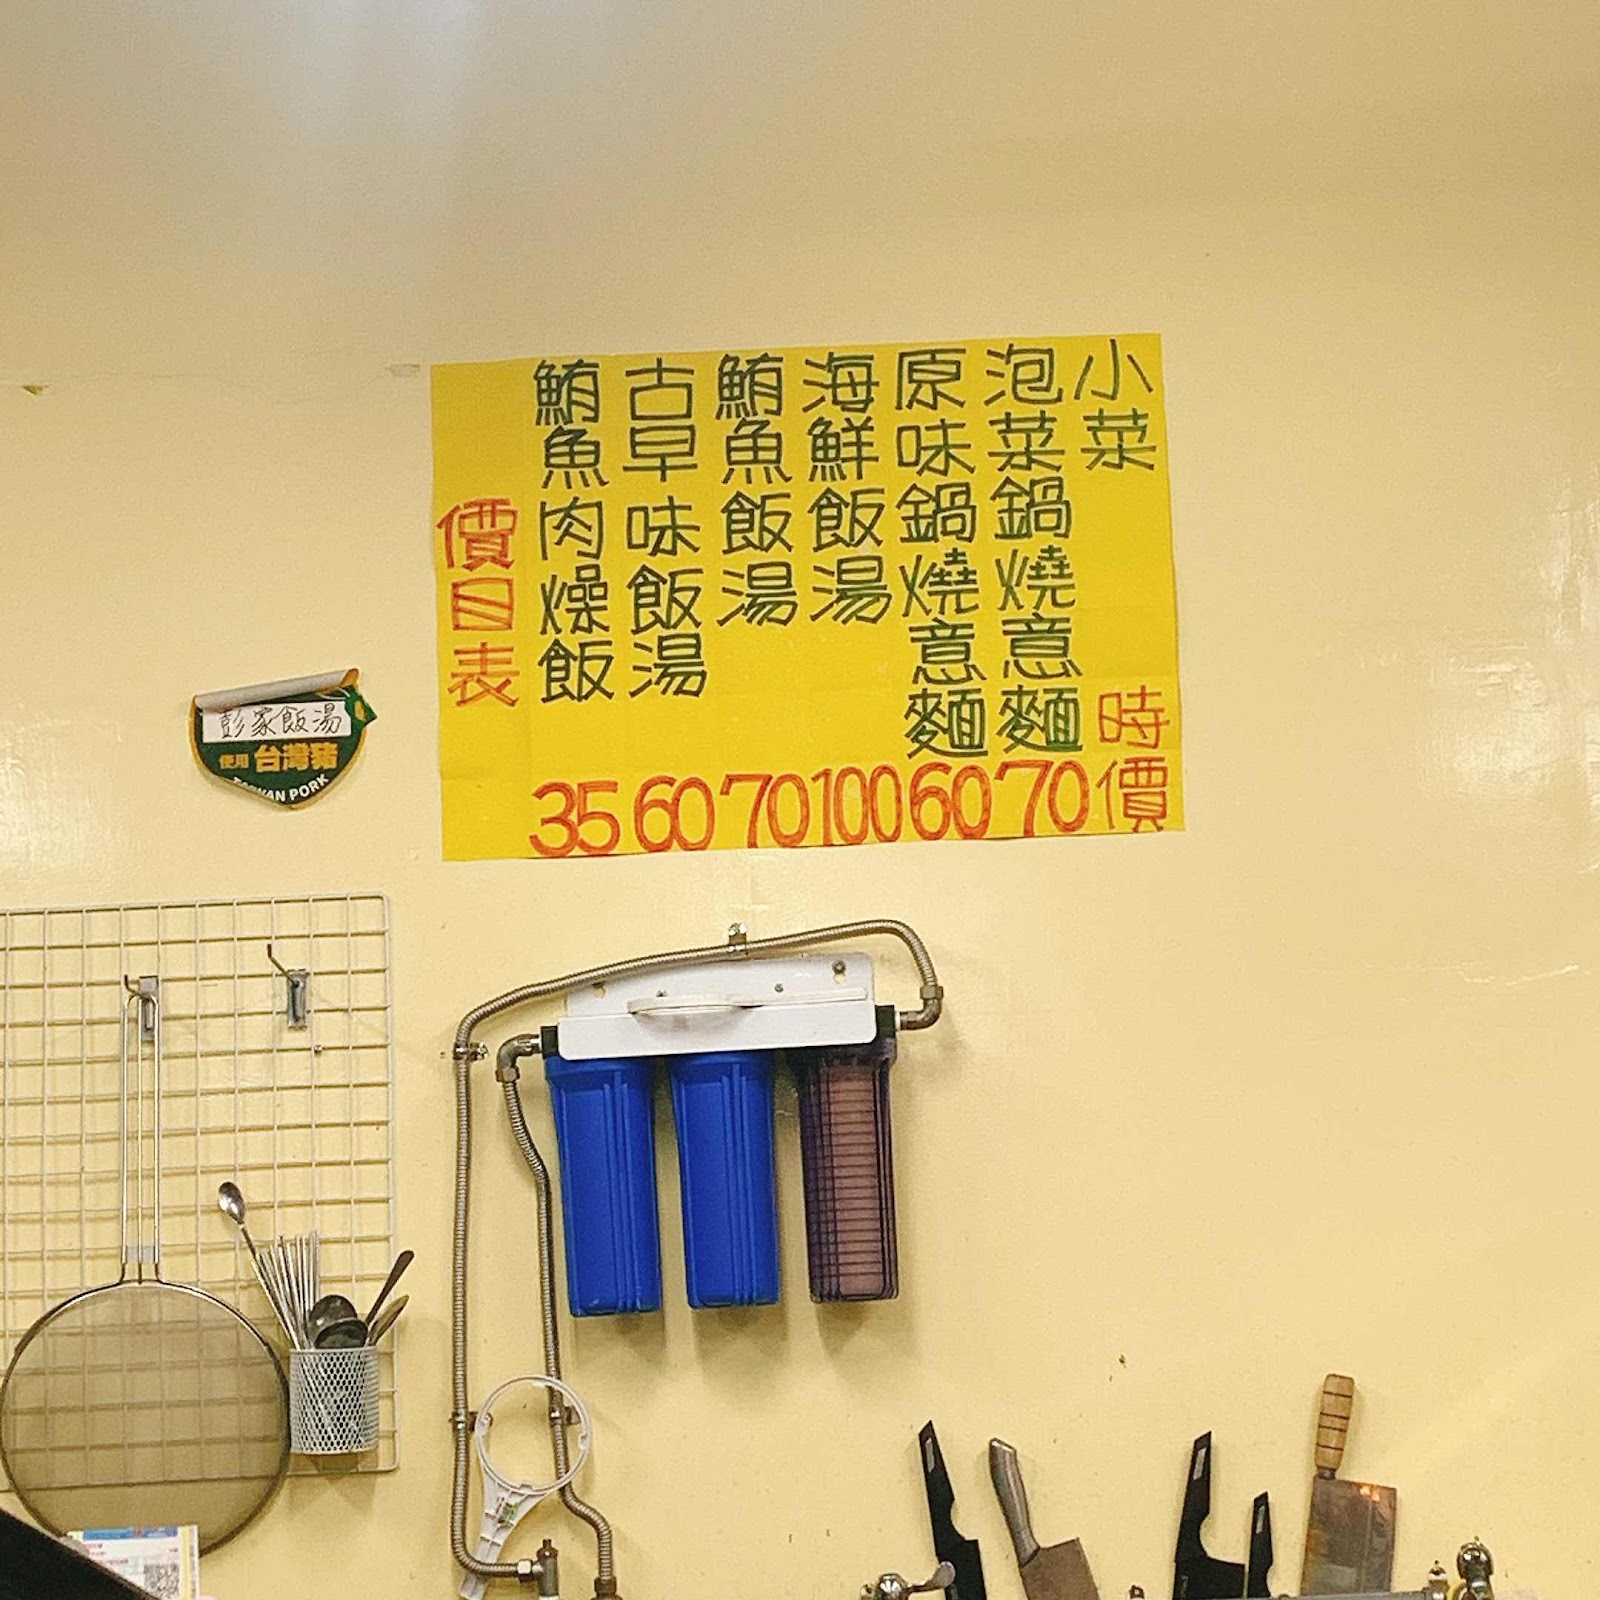 價目表
鮪魚肉燥飯 35
古早味飯湯 60
鮪魚飯湯 70
海鮮飯湯 100
原味鍋燒意麵 60
泡菜鍋燒意麵 70
小菜 時價
彭家飯湯
使用台灣豬
TAIWAN PORK